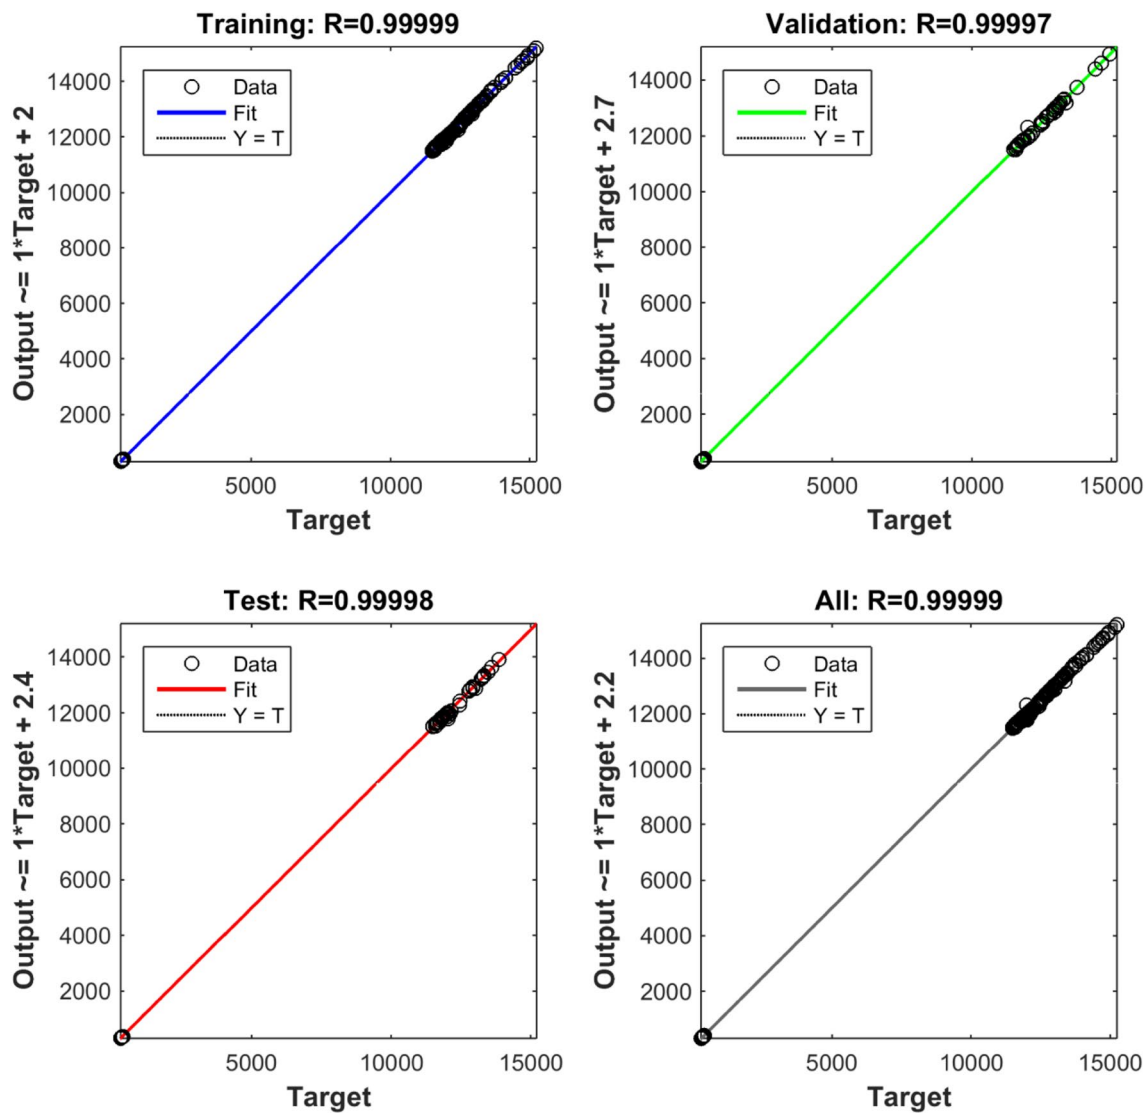 Training: R=0.99999
Output ~= 1*Target + 2
14000
12000
10000
8000
6000
4000
2000
Data
Fit
Y = T
5000
10000
15000
Target
Validation: R=0.99997
Output ~= 1*Target + 2.7
14000
12000
10000
8000
6000
4000
2000
Data
Fit
Y = T
5000
10000
15000
Target
Test: R=0.99998
Output ~= 1*Target + 2.4
14000
12000
10000
8000
6000
4000
2000
Data
Fit
Y = T
5000
10000
15000
Target
All: R=0.99999
Output ~= 1*Target + 2.2
14000
12000
10000
8000
6000
4000
2000
Data
Fit
Y = T
5000
10000
15000
Target